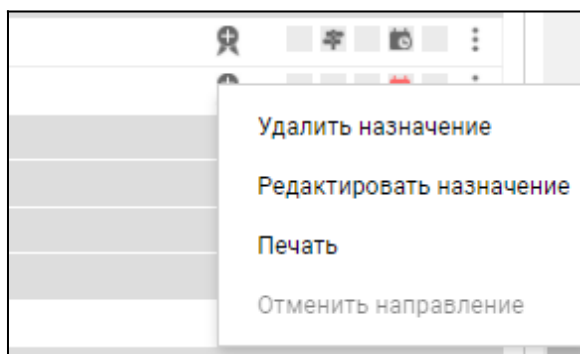 Удалить назначение
Редактировать назначение
Печать
Отменить направление